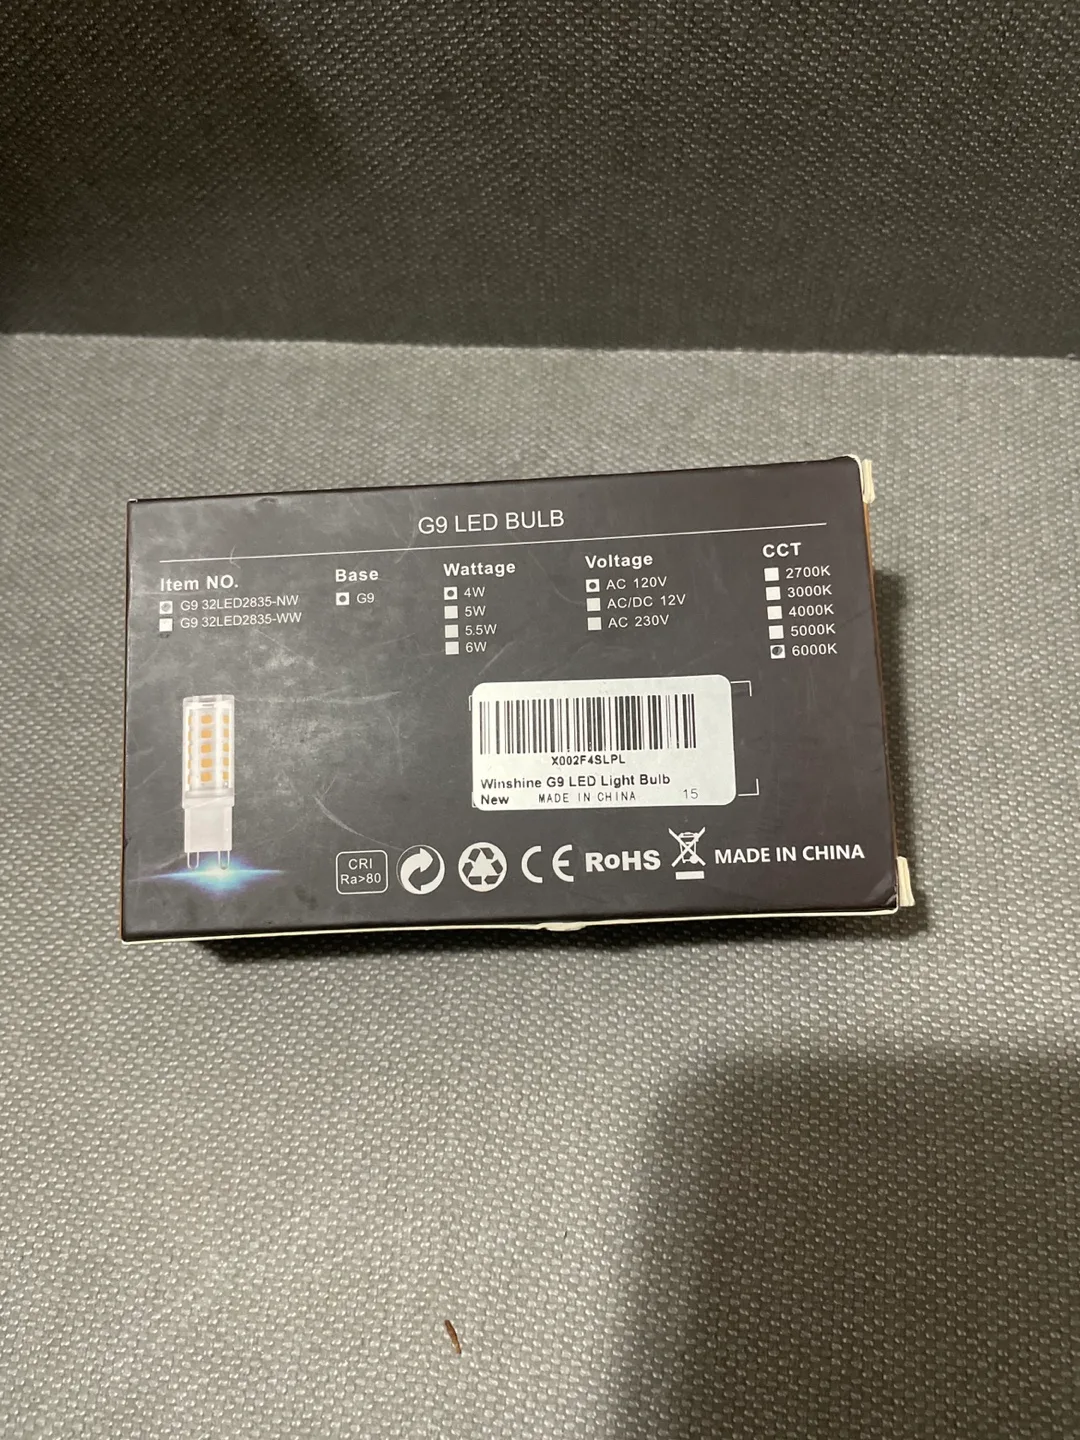 G9 LED BULB
Item NO.
G9 32LED2835-NW
G9 32LED2835-WW
Base
G9
Wattage
4W
5W
5.5W
6W
Voltage
AC 120V
AC/DC 12V
AC 230V
CCT
2700K
3000K
4000K
5000K
6000K
X002F4SLPL
Winshine G9 LED Light Bulb
New MADE IN CHINA 15
CRI
Ra>80
CE RoHS MADE IN CHINA